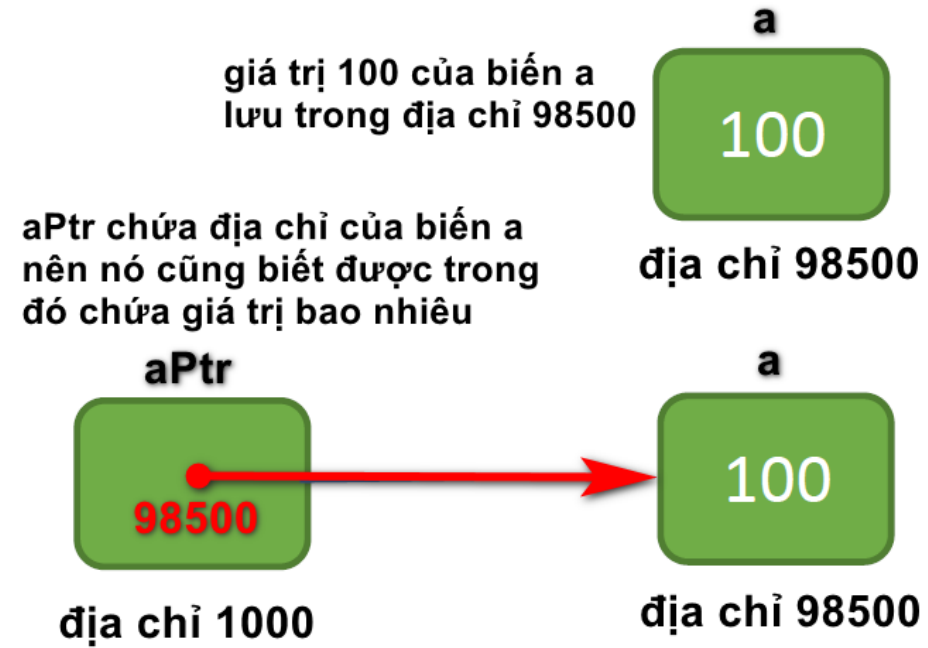 a
giá trị 100 của biến a
lưu trong địa chỉ 98500
100
địa chỉ 98500
aPtr chứa địa chỉ của biến a
nên nó cũng biết được trong
đó chứa giá trị bao nhiêu
aPtr
a
98500
100
địa chỉ 1000
địa chỉ 98500